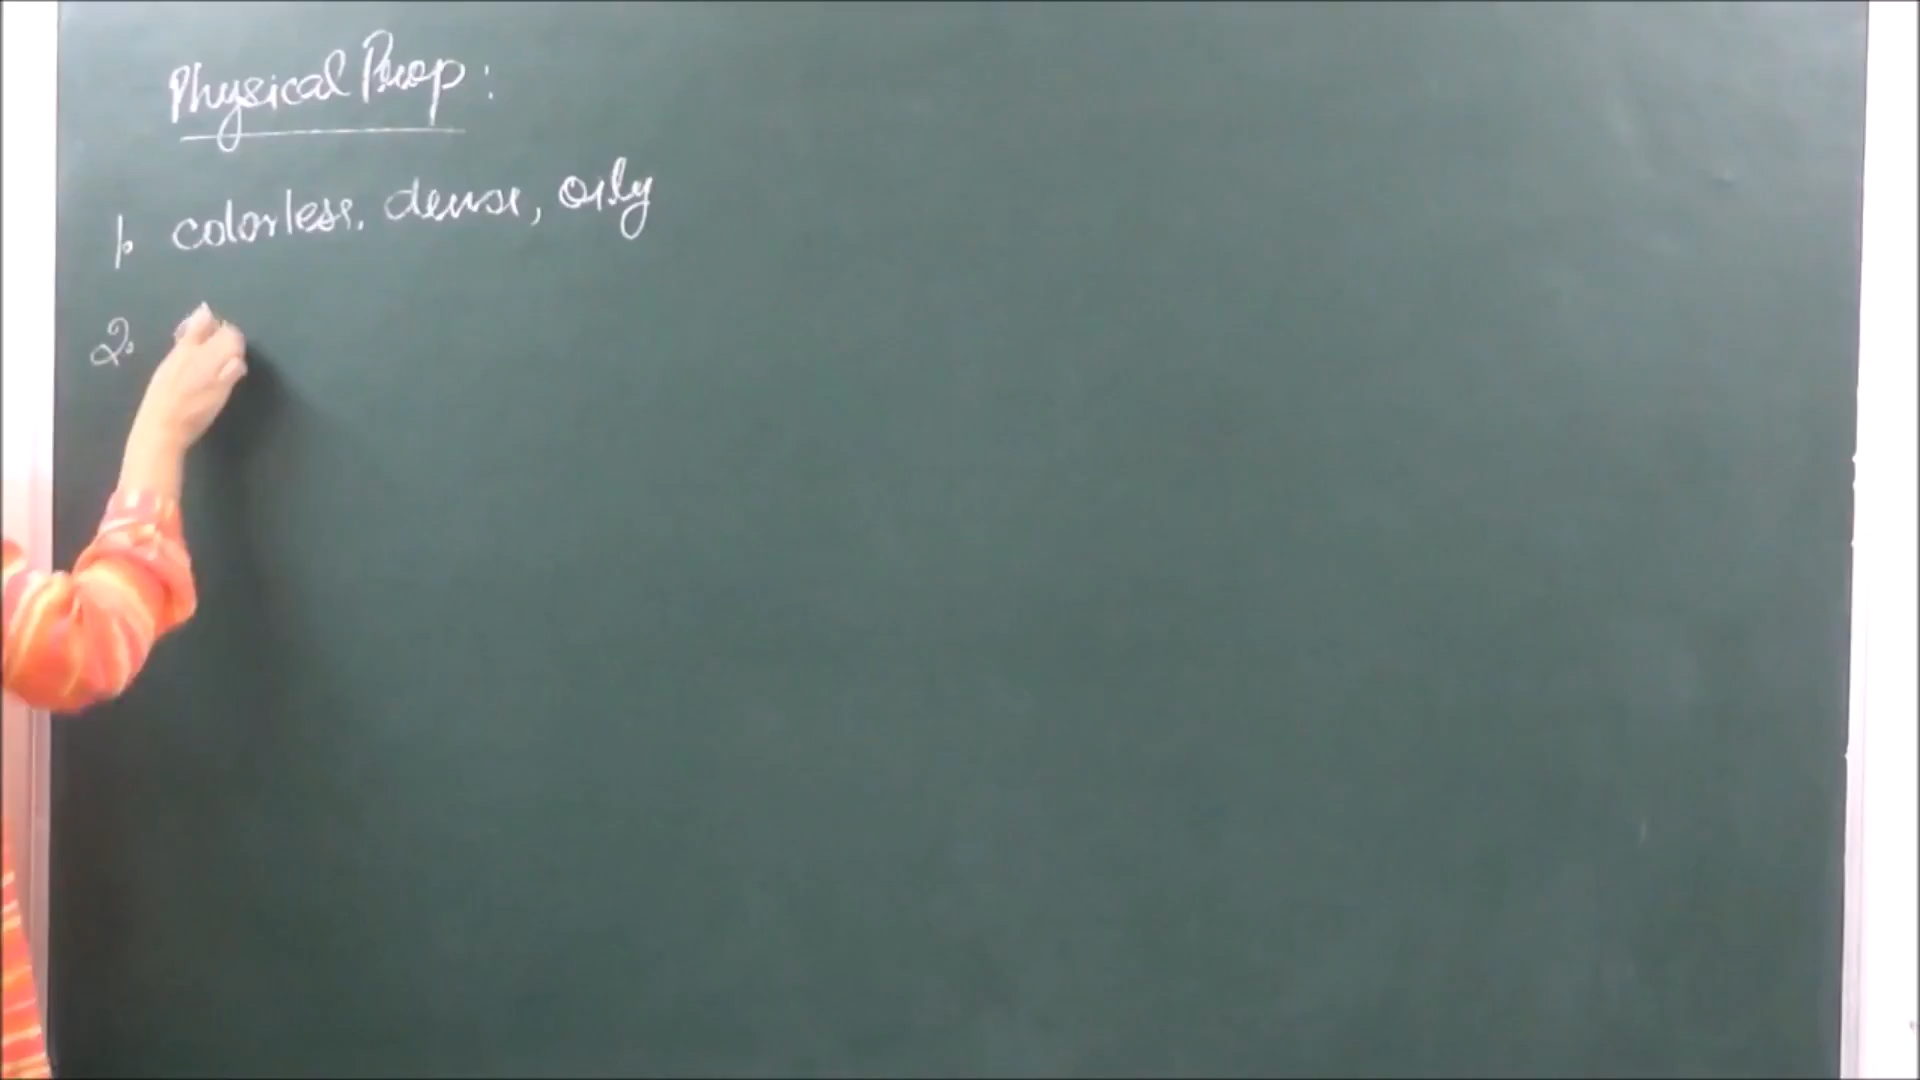 Physical Prop :
1. colorless, dense, oily
2.